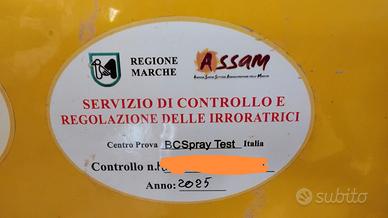 REGIONE
MARCHE
ASSAM
SERVIZIO DI CONTROLLO E
REGOLAZIONE DELLE IRRORATRICI
Centro Prova BCSpray Test Italia
Controllo n.
Anno: 2025
subito